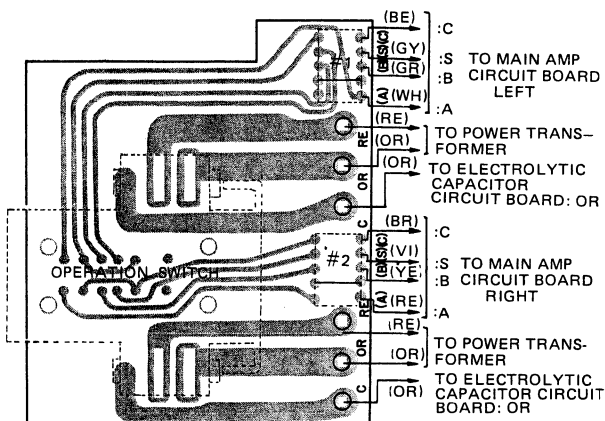 (BE) :C
#1 (B)(S)(C) (GY) :S TO MAIN AMP
(GR) :B CIRCUIT BOARD
LEFT
(A) (WH) :A
(RE) TO POWER TRANS-
RE (OR) FORMER
OR (OR) TO ELECTROLYTIC
CAPACITOR
CIRCUIT BOARD: OR
C (BR) :C
#2 (B)(S)(C) (VI) :S TO MAIN AMP
OPERATION SWITCH (YE) :B CIRCUIT BOARD
RIGHT
RE (A) (RE) :A
(RE) TO POWER TRANS-
OR (OR) FORMER
C TO ELECTROLYTIC
(OR) CAPACITOR CIRCUIT
BOARD: OR